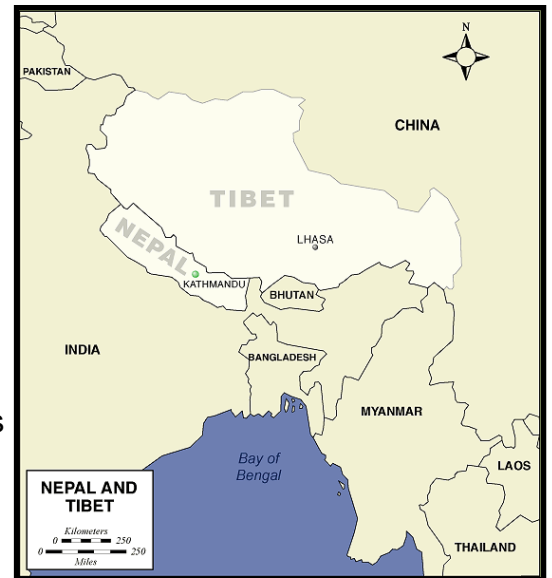 N
PAKISTAN
CHINA
TIBET
NEPAL
LHASA
KATHMANDU
BHUTAN
INDIA
BANGLADESH
MYANMAR
S
Bay of
Bengal
LAOS
NEPAL AND
TIBET
Kilometers
0 250
0 250
Miles
THAILAND